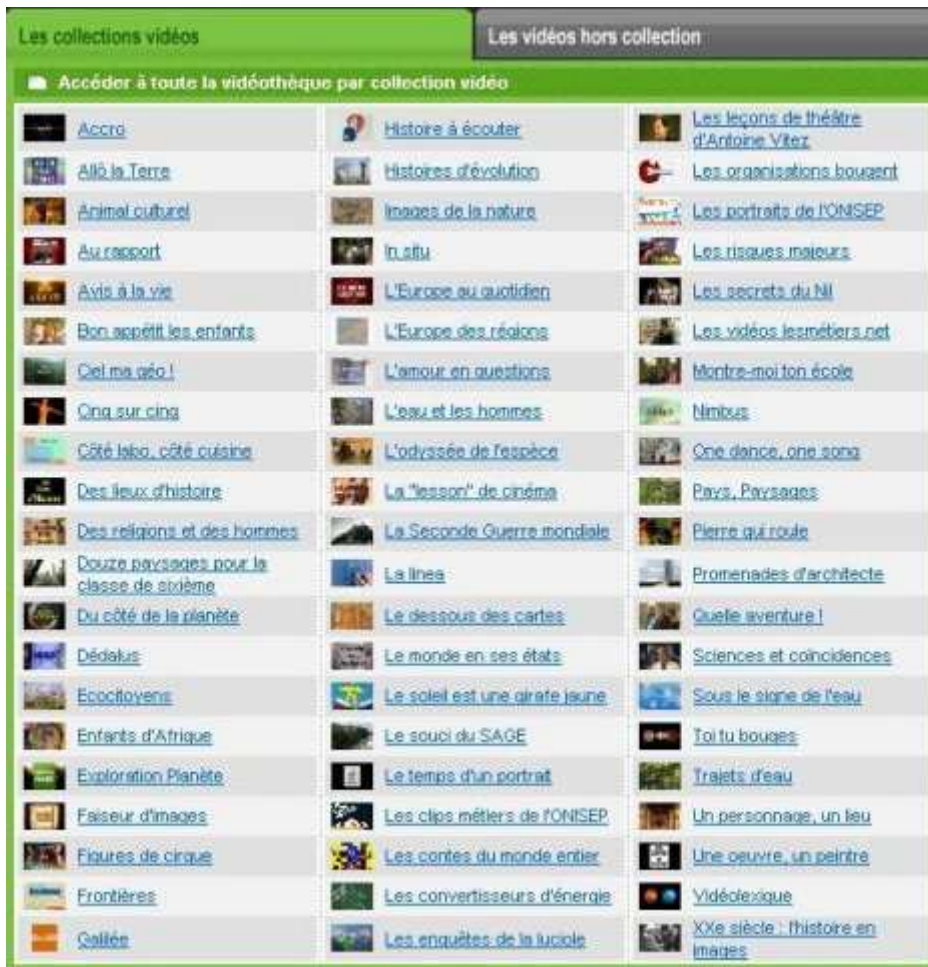 Les collections vidéos
Les vidéos hors collection
Accéder à toute la vidéothèque par collection vidéo
Accro
Allô la Terre
Animal culturel
Au rapport
Avis à la vie
Bon appétit les enfants
Ciel ma géo !
Cinq sur cinq
Côté labo, côté cuisine
Des lieux d'histoire
Des religions et des hommes
Douze paysages pour la
classe de sixième
Du côté de la planète
Dédalus
Ecocitoyens
Enfants d'Afrique
Exploration Planète
Faiseur d'images
Figures de cirque
Frontières
Galilée
Histoire à écouter
Histoires d'évolution
Images de la nature
In situ
L'Europe au quotidien
L'Europe des régions
L'amour en questions
L'eau et les hommes
L'odyssée de l'espèce
La "lesson" de cinéma
La Seconde Guerre mondiale
La linea
Le dessous des cartes
Le monde en ses états
Le soleil est une girafe jaune
Le souci du SAGE
Le temps d'un portrait
Les clips métiers de l'ONISEP
Les contes du monde entier
Les convertisseurs d'énergie
Les enquêtes de la luciole
Les leçons de théâtre
d'Antoine Vitez
Les organisations bougent
Les portraits de l'ONISEP
Les risques majeurs
Les secrets du Nil
Les vidéos lesmétiers.net
Montre-moi ton école
Nimbus
One dance, one song
Pays, Paysages
Pierre qui roule
Promenades d'architecte
Quelle aventure !
Sciences et coïncidences
Sous le signe de l'eau
Toi tu bouges
Trajets d'eau
Un personnage, un lieu
Une oeuvre, un peintre
Vidéolexique
XXe siècle : l'histoire en
images